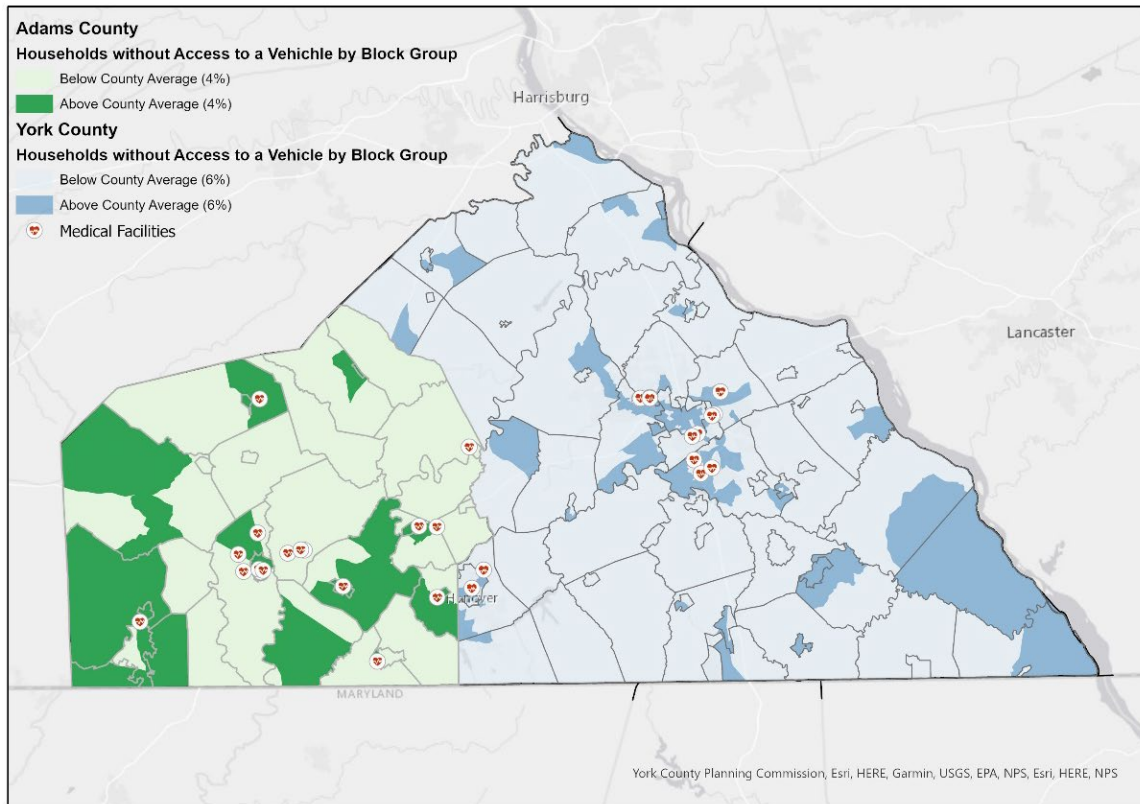 Adams County
Households without Access to a Vehichle by Block Group
Below County Average (4%)
Above County Average (4%)
York County
Households without Access to a Vehicle by Block Group
Below County Average (6%)
Above County Average (6%)
Medical Facilities
Harrisburg
Lancaster
Hanover
MARYLAND
York County Planning Commission, Esri, HERE, Garmin, USGS, EPA, NPS, Esri, HERE, NPS